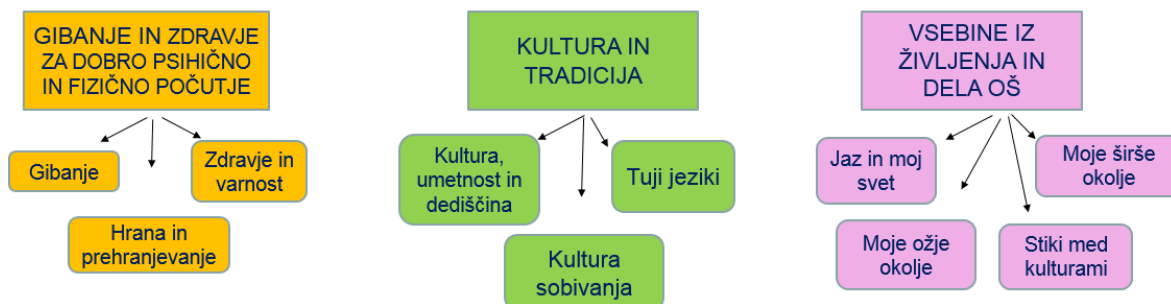 GIBANJE IN ZDRAVJE
ZA DOBRO PSIHIČNO
IN FIZIČNO POČUTJE
Gibanje
Zdravje in
varnost
Hrana in
prehranjevanje
KULTURA IN
TRADICIJA
Kultura,
umetnost in
dediščina
Tuji jeziki
Kultura
sobivanja
VSEBINE IZ
ŽIVLJENJA IN
DELA OŠ
Jaz in moj
svet
Moje širše
okolje
Moje ožje
okolje
Stiki med
kulturami